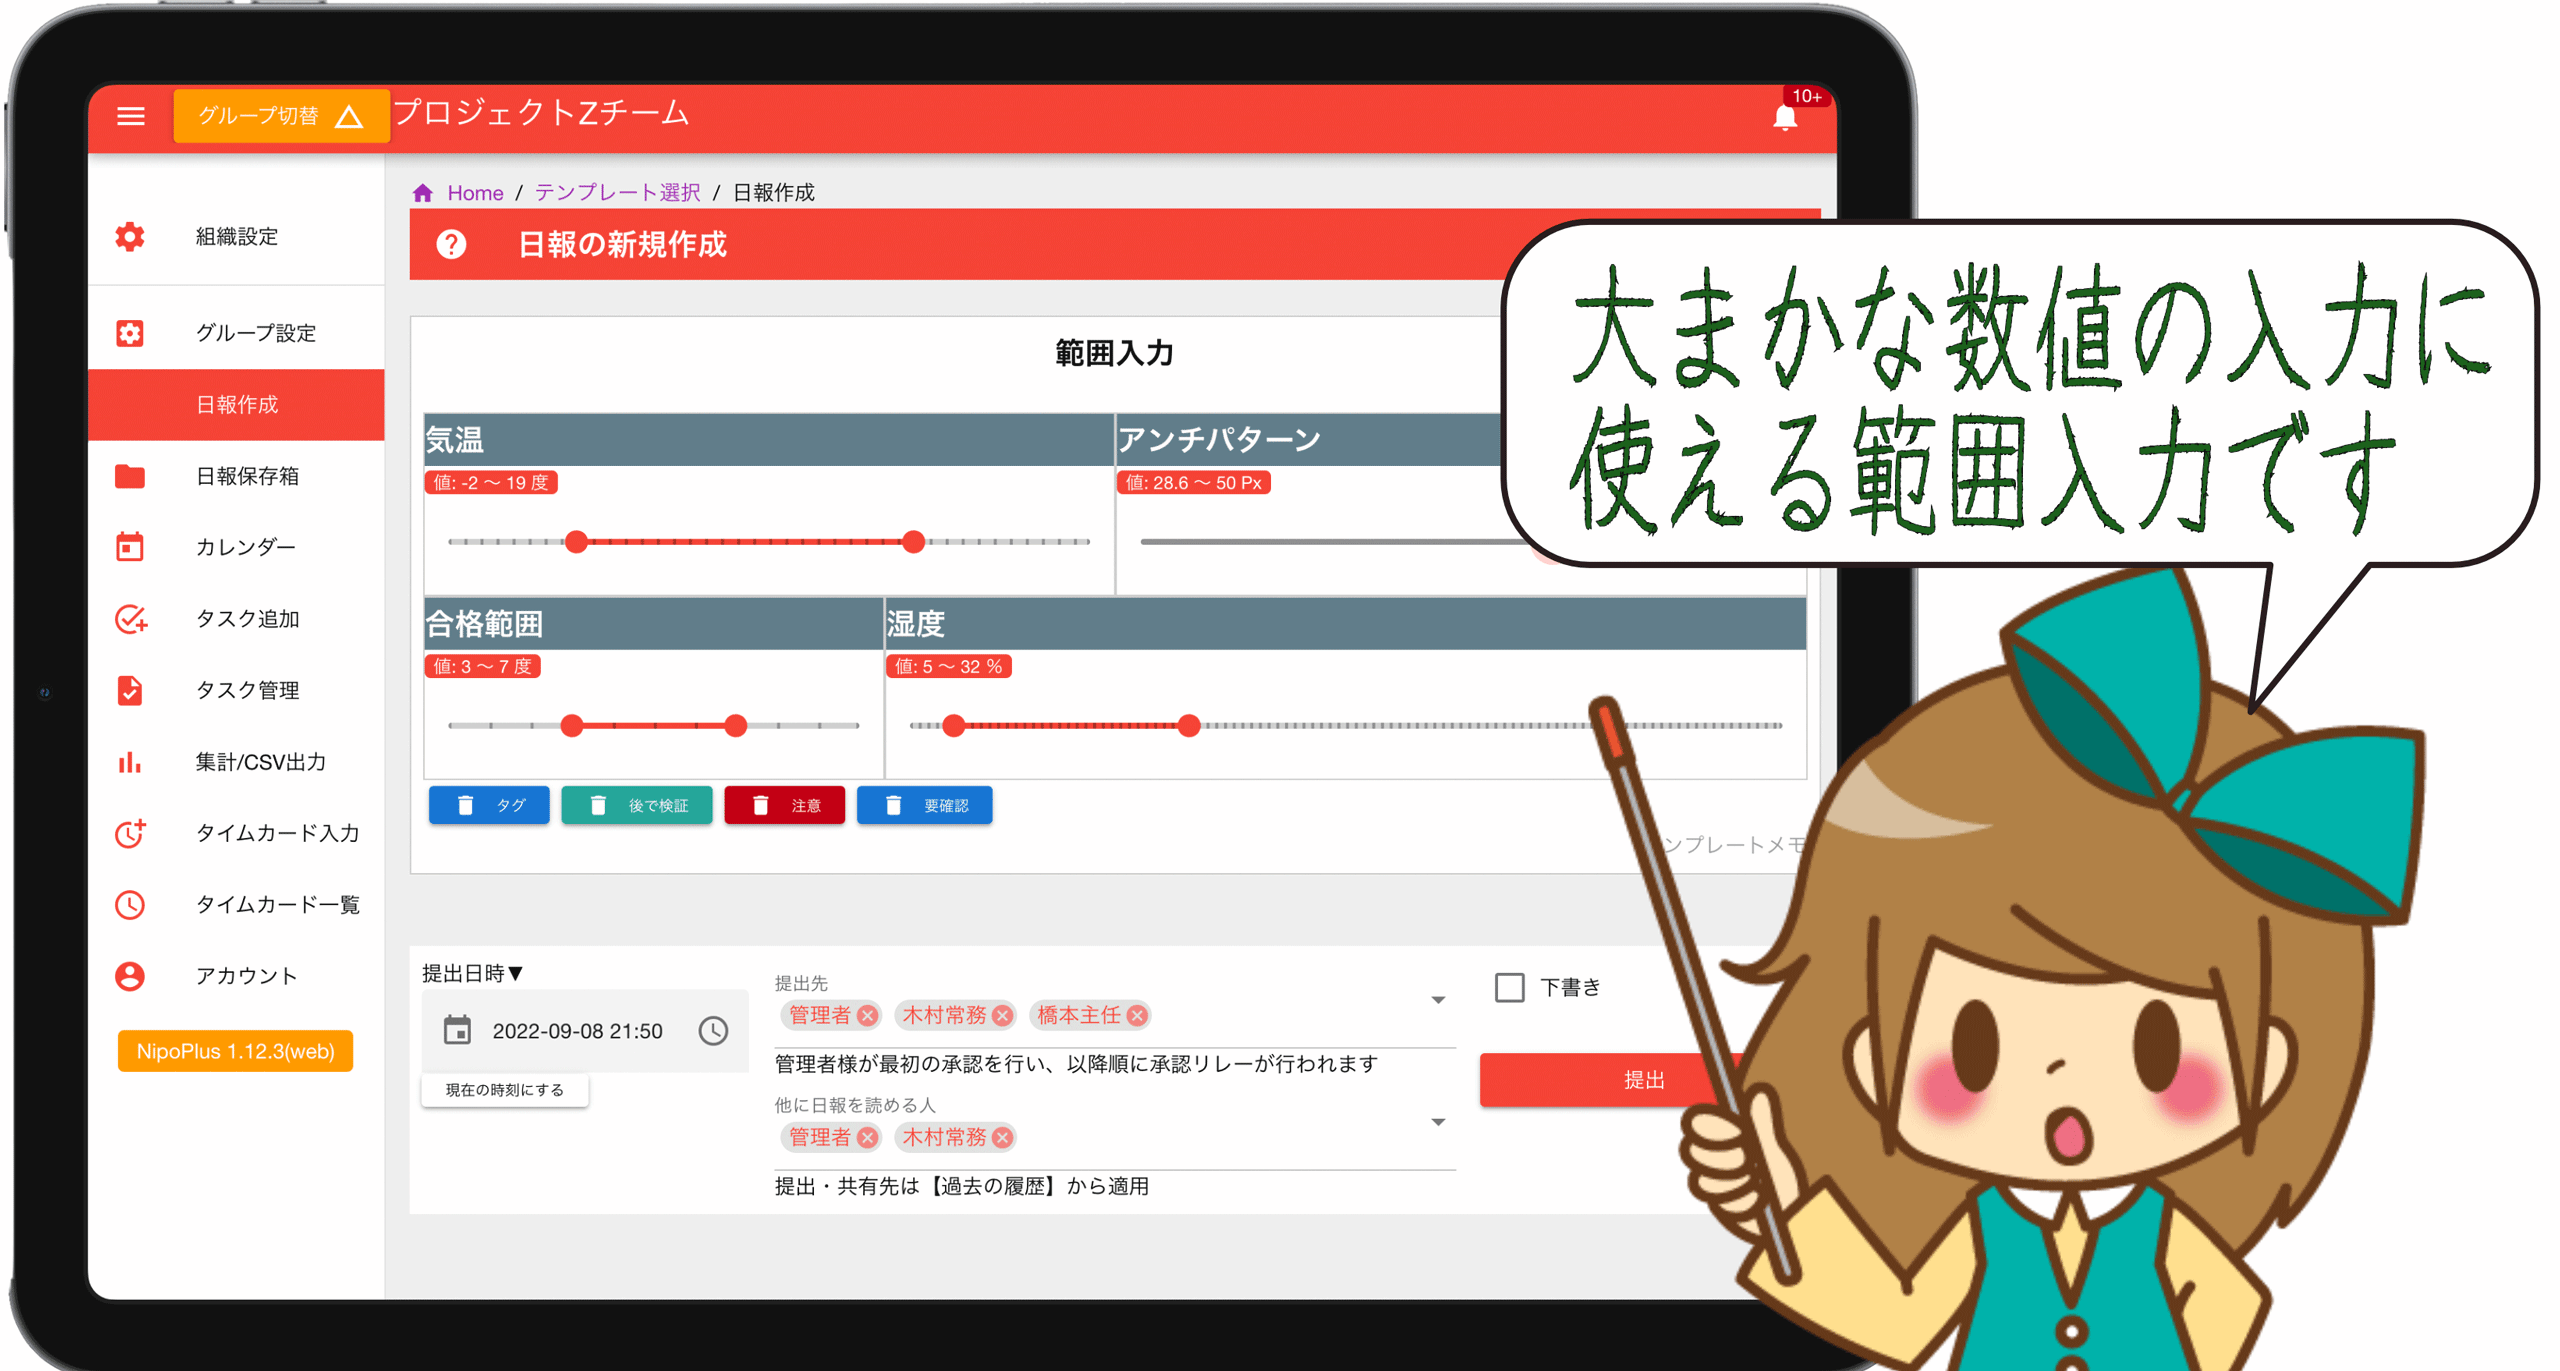 グループ切替
プロジェクトZチーム
10+
組織設定
グループ設定
日報作成
日報保存箱
カレンダー
タスク追加
タスク管理
集計/CSV出力
タイムカード入力
タイムカード一覧
アカウント
NipoPlus 1.12.3(web)
Home / テンプレート選択 / 日報作成
日報の新規作成
範囲入力
気温
値: -2 〜 19 度
アンチパターン
値: 28.6 〜 50 Px
合格範囲
値: 3 〜 7 度
湿度
値: 5 〜 32 %
タグ
後で検証
注意
要確認
ンプレートメモ
提出日時▼
2022-09-08 21:50
現在の時刻にする
提出先
管理者 木村常務 橋本主任
管理者様が最初の承認を行い、以降順に承認リレーが行われます
他に日報を読める人
管理者 木村常務
提出・共有先は【過去の履歴】から適用
下書き
提出
大まかな数値の入力に
使える範囲入力です